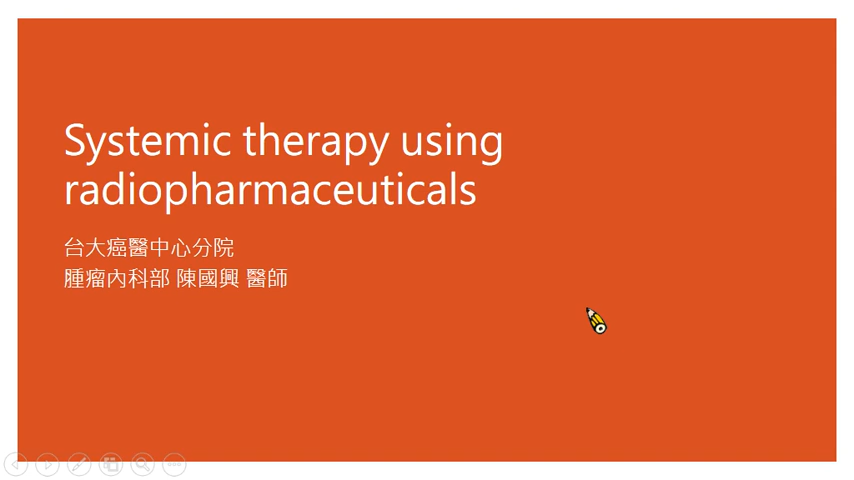 Systemic therapy using
radiopharmaceuticals
台大癌醫中心分院
腫瘤內科部 陳國興 醫師